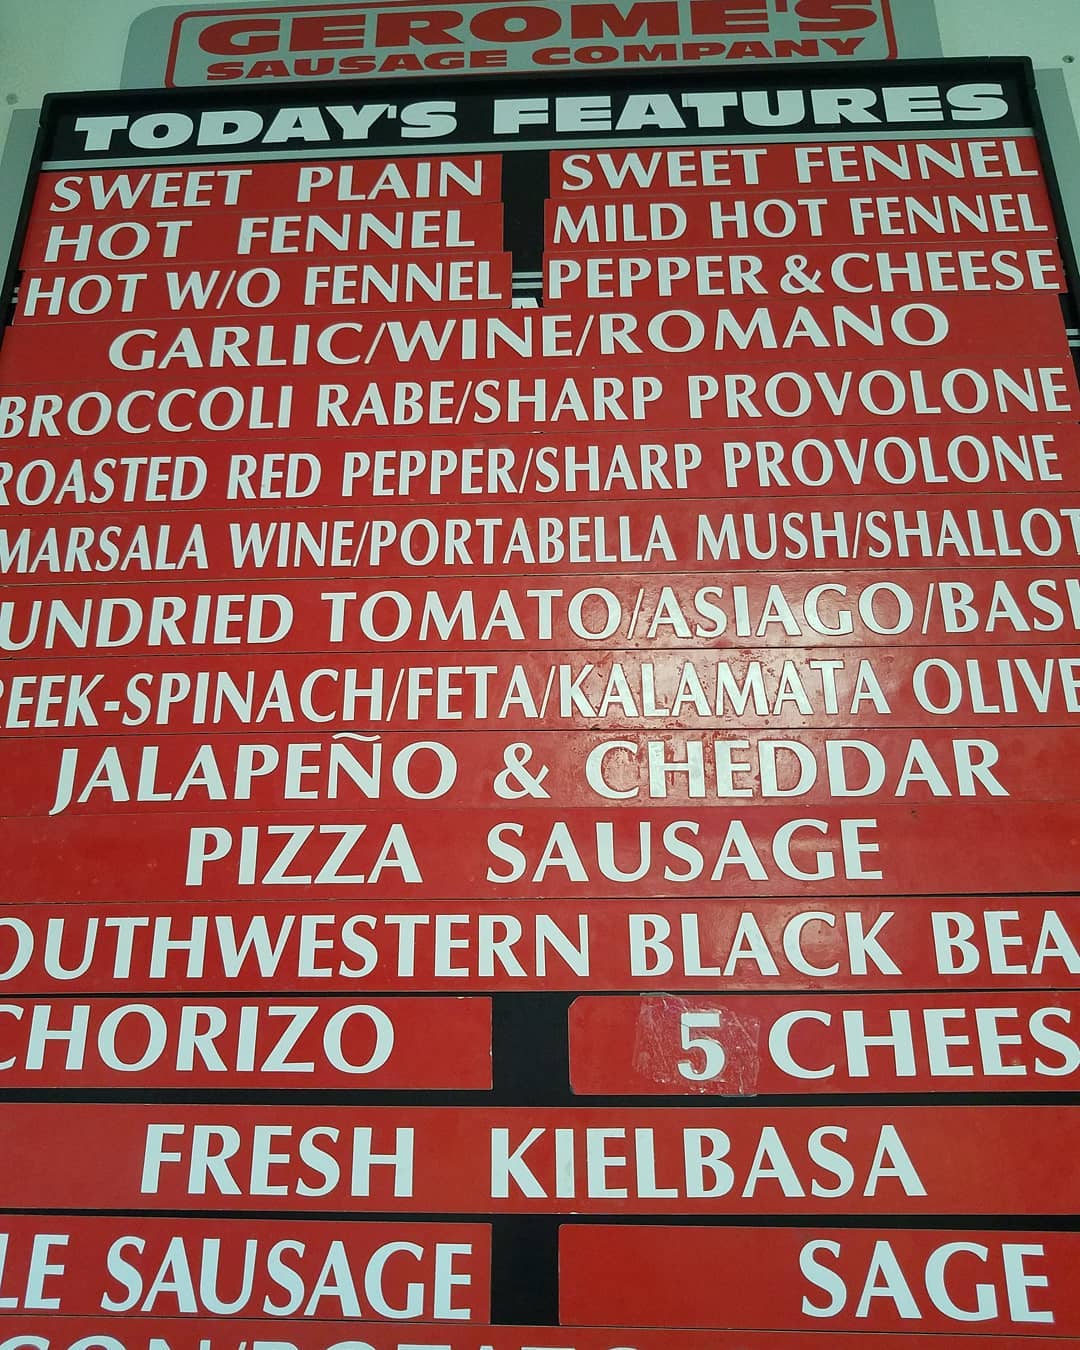 GEROME'S
SAUSAGE COMPANY
TODAY'S FEATURES
SWEET PLAIN SWEET FENNEL
HOT FENNEL MILD HOT FENNEL
HOT W/O FENNEL PEPPER & CHEESE
GARLIC/WINE/ROMANO
BROCCOLI RABE/SHARP PROVOLONE
ROASTED RED PEPPER/SHARP PROVOLONE
MARSALA WINE/PORTABELLA MUSH/SHALLOT
UNDRIED TOMATO/ASIAGO/BASI
REEK-SPINACH/FETA/KALAMATA OLIVE
JALAPEÑO & CHEDDAR
PIZZA SAUSAGE
OUTHWESTERN BLACK BEA
CHORIZO 5 CHEES
FRESH KIELBASA
LE SAUSAGE SAGE